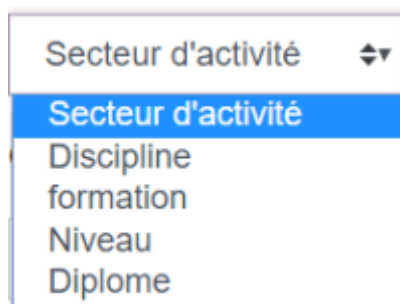 Secteur d'activité
Secteur d'activité
Discipline
formation
Niveau
Diplome